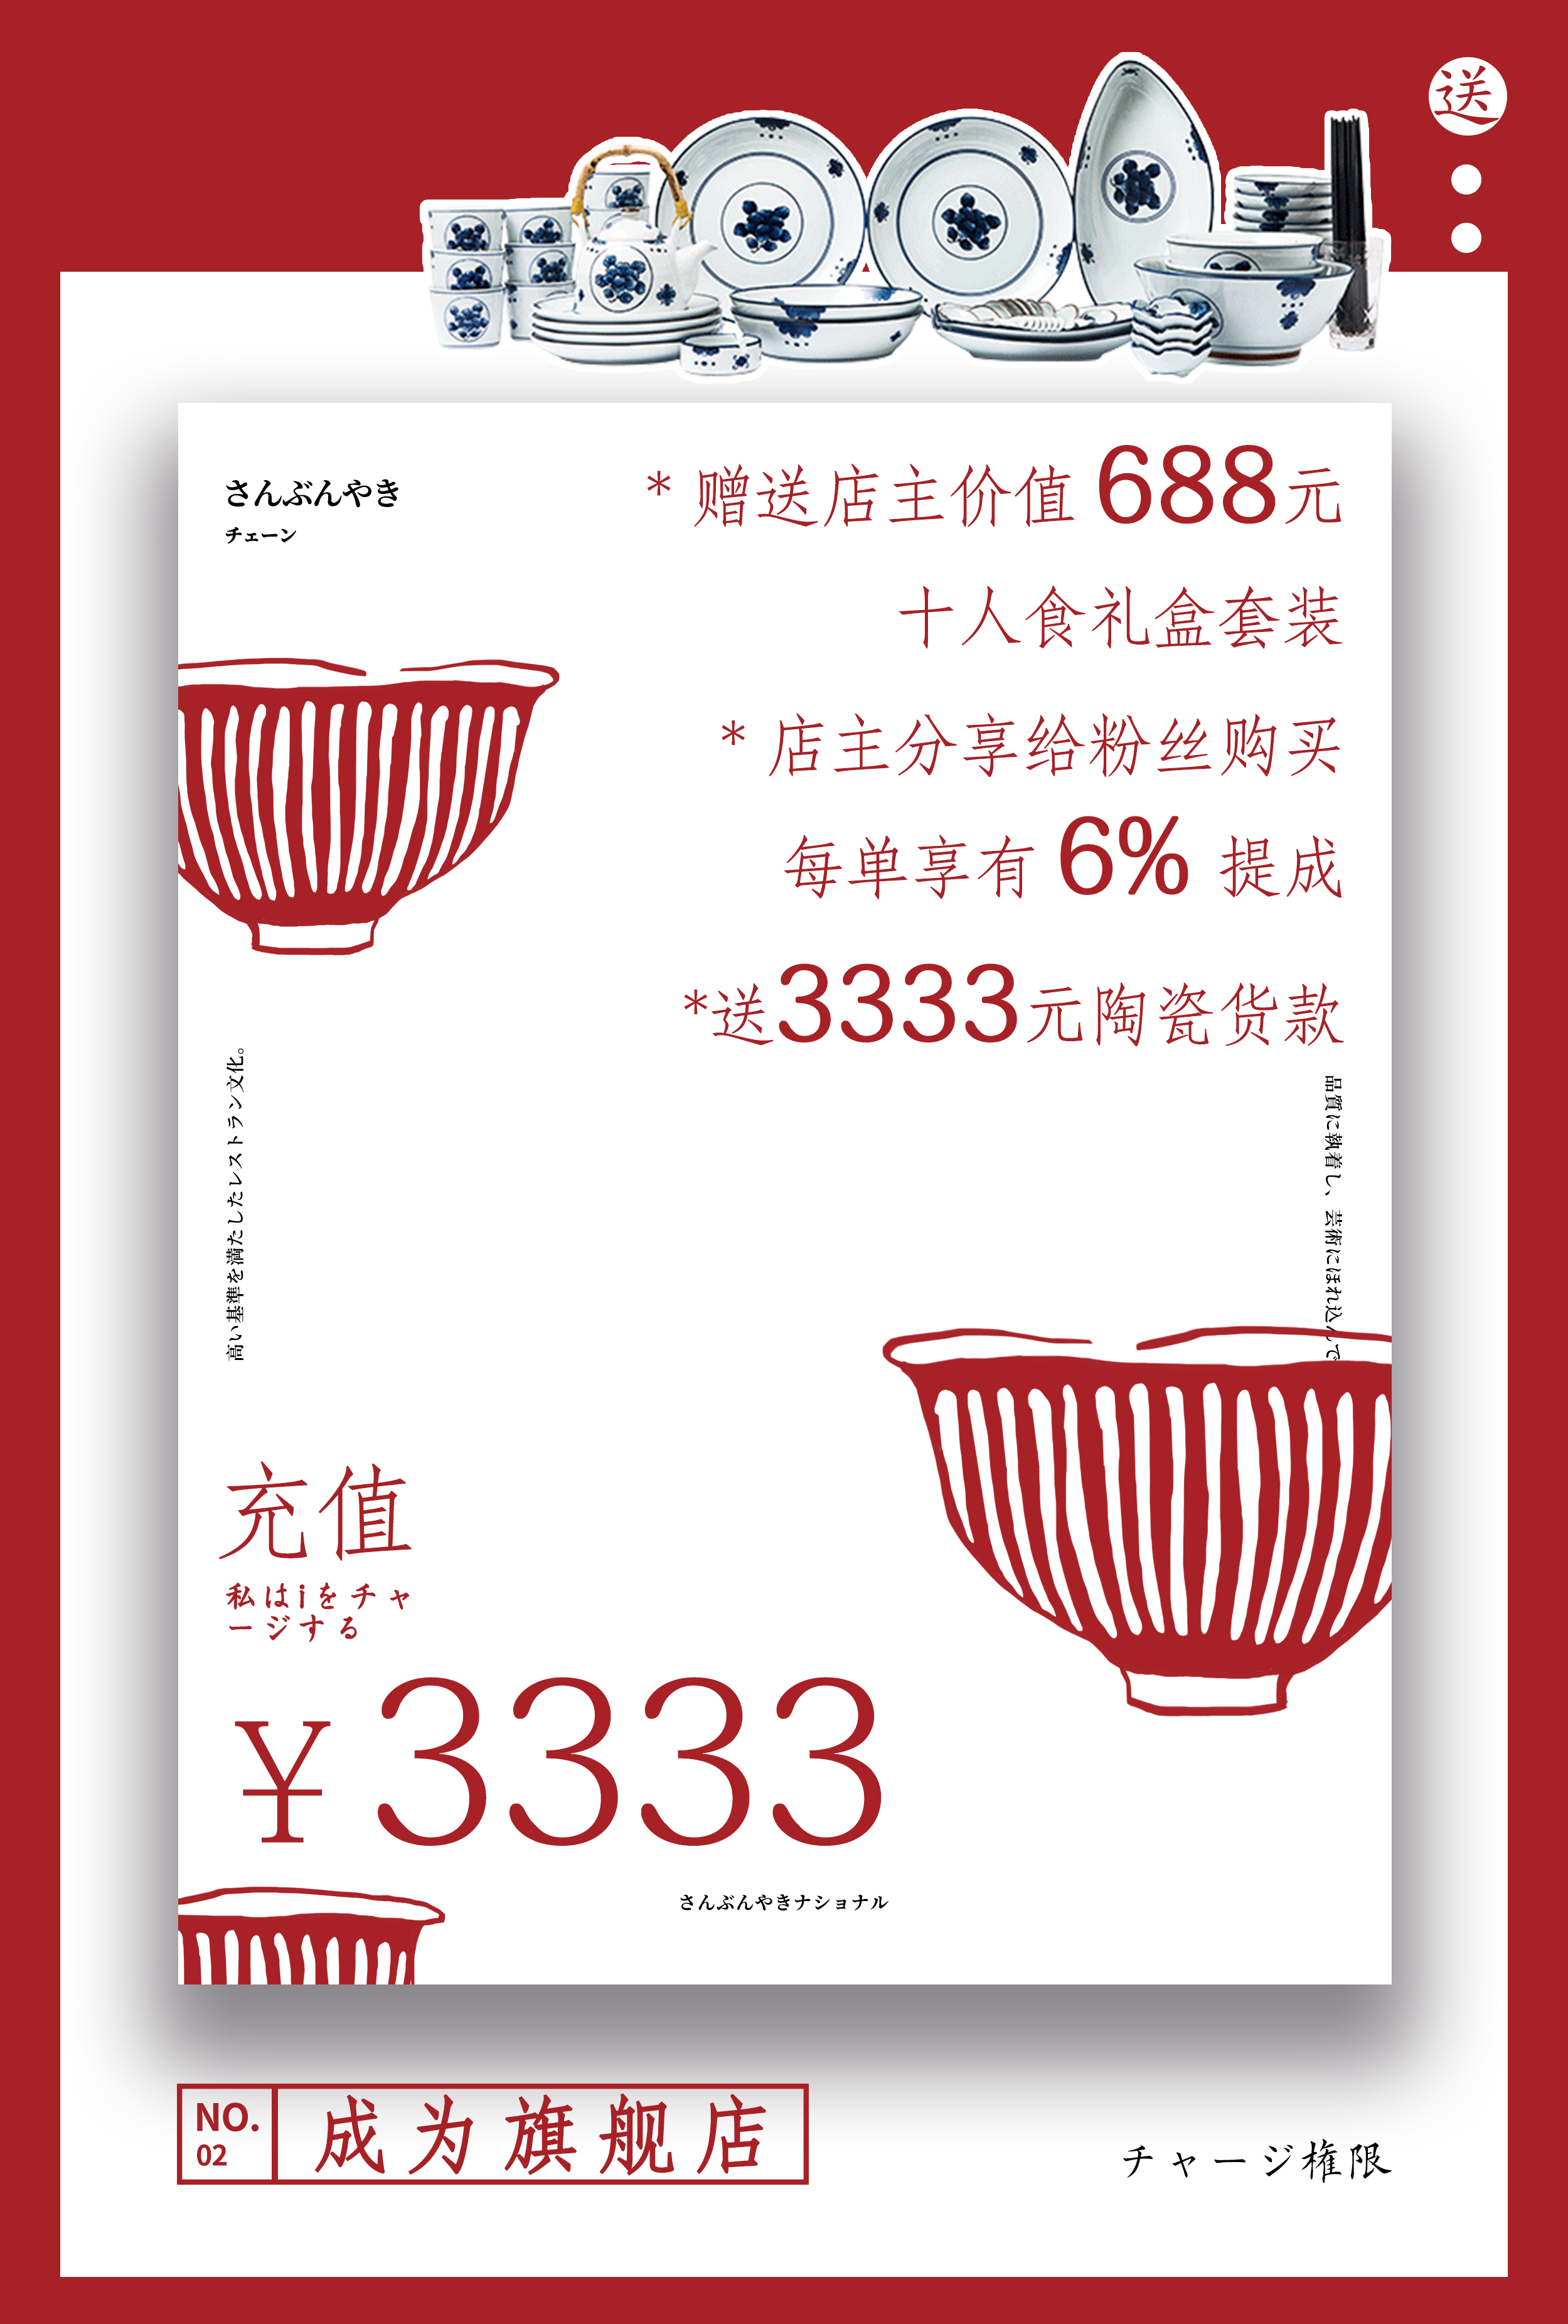 送
さんぶんやき
チェーン
* 赠送店主价值 688元
十人食礼盒套装
* 店主分享给粉丝购买
每单享有 6% 提成
*送3333元陶瓷货款
高い基準を満たしたレストラン文化。
品質に執着し、芸術にほれ込んで
充值
私はiをチャ
ージする
¥3333
さんぶんやきナショナル
NO.
02
成为旗舰店
チャージ権限